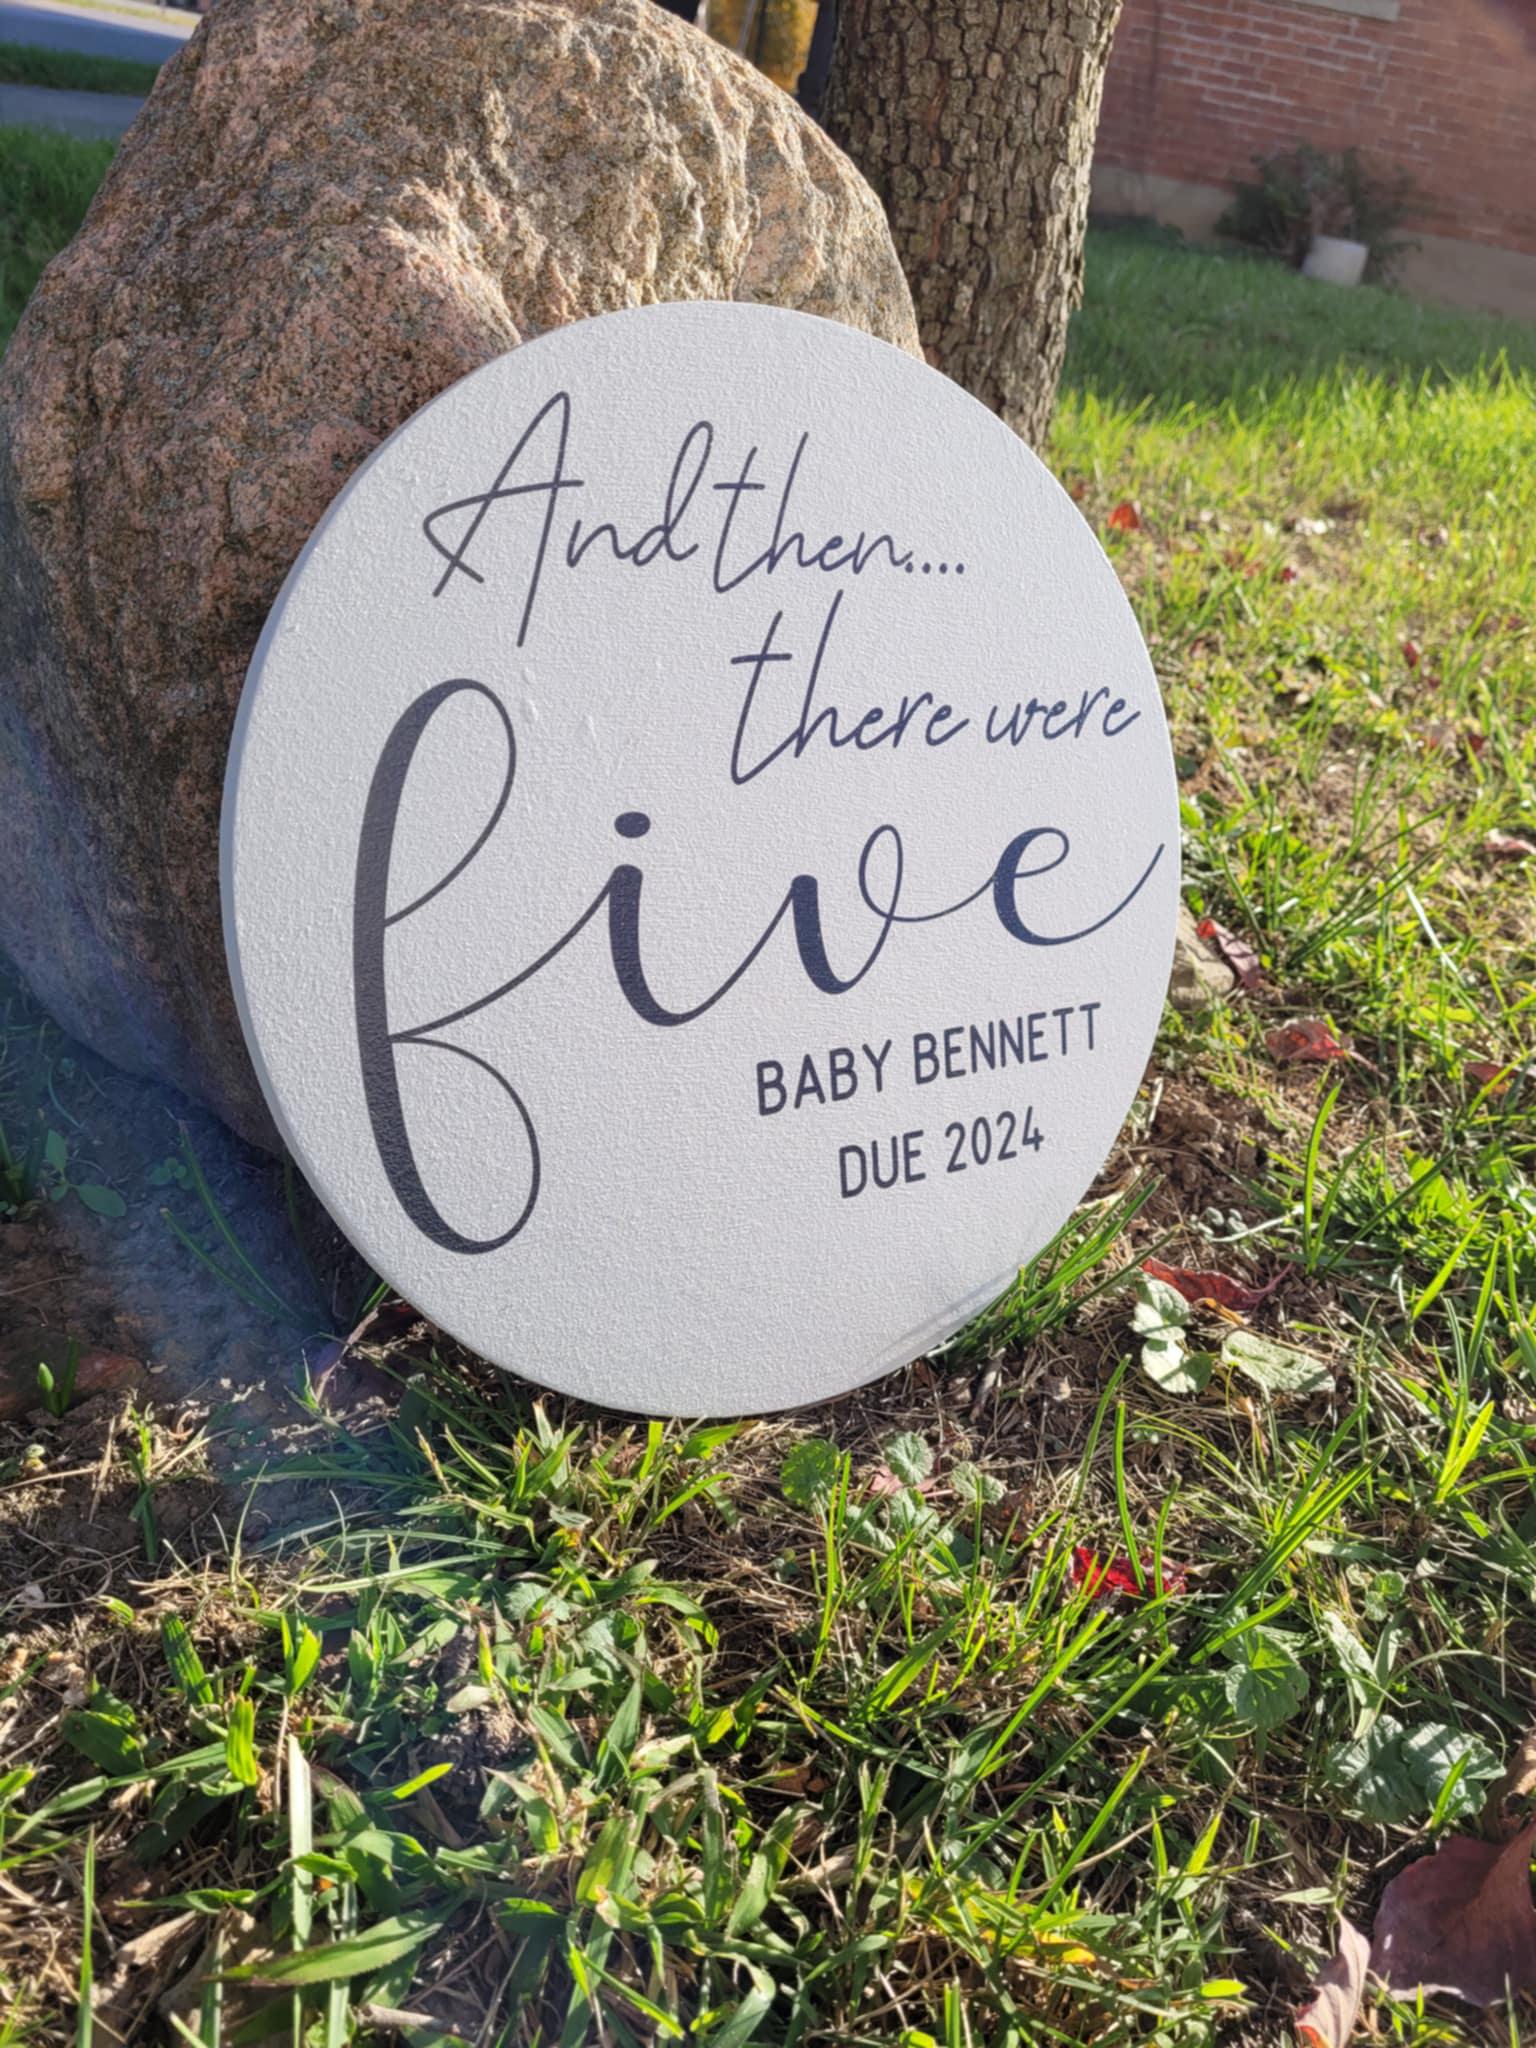 And then....
there were
five
BABY BENNETT
DUE 2024